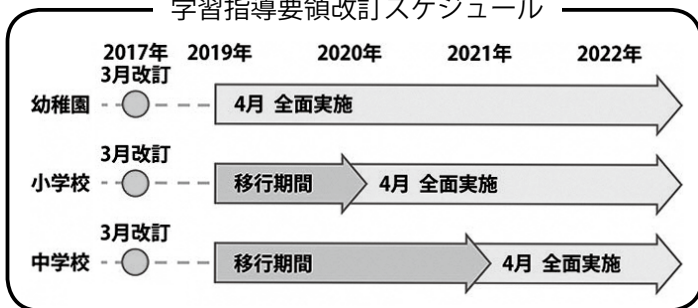 学習指導要領改訂スケジュール
2017年 2019年 2020年 2021年 2022年
3月改訂
幼稚園 4月 全面実施
3月改訂
小学校 移行期間 4月 全面実施
3月改訂
中学校 移行期間 4月 全面実施